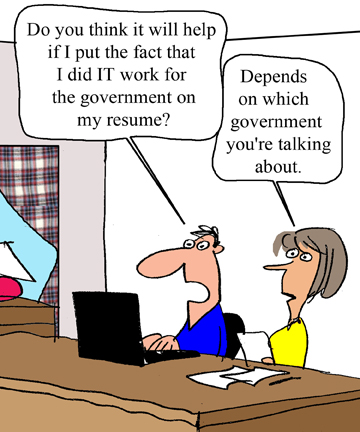 Do you think it will help
if I put the fact that
I did IT work for
the government on
my resume?
Depends
on which
government
you're talking
about.